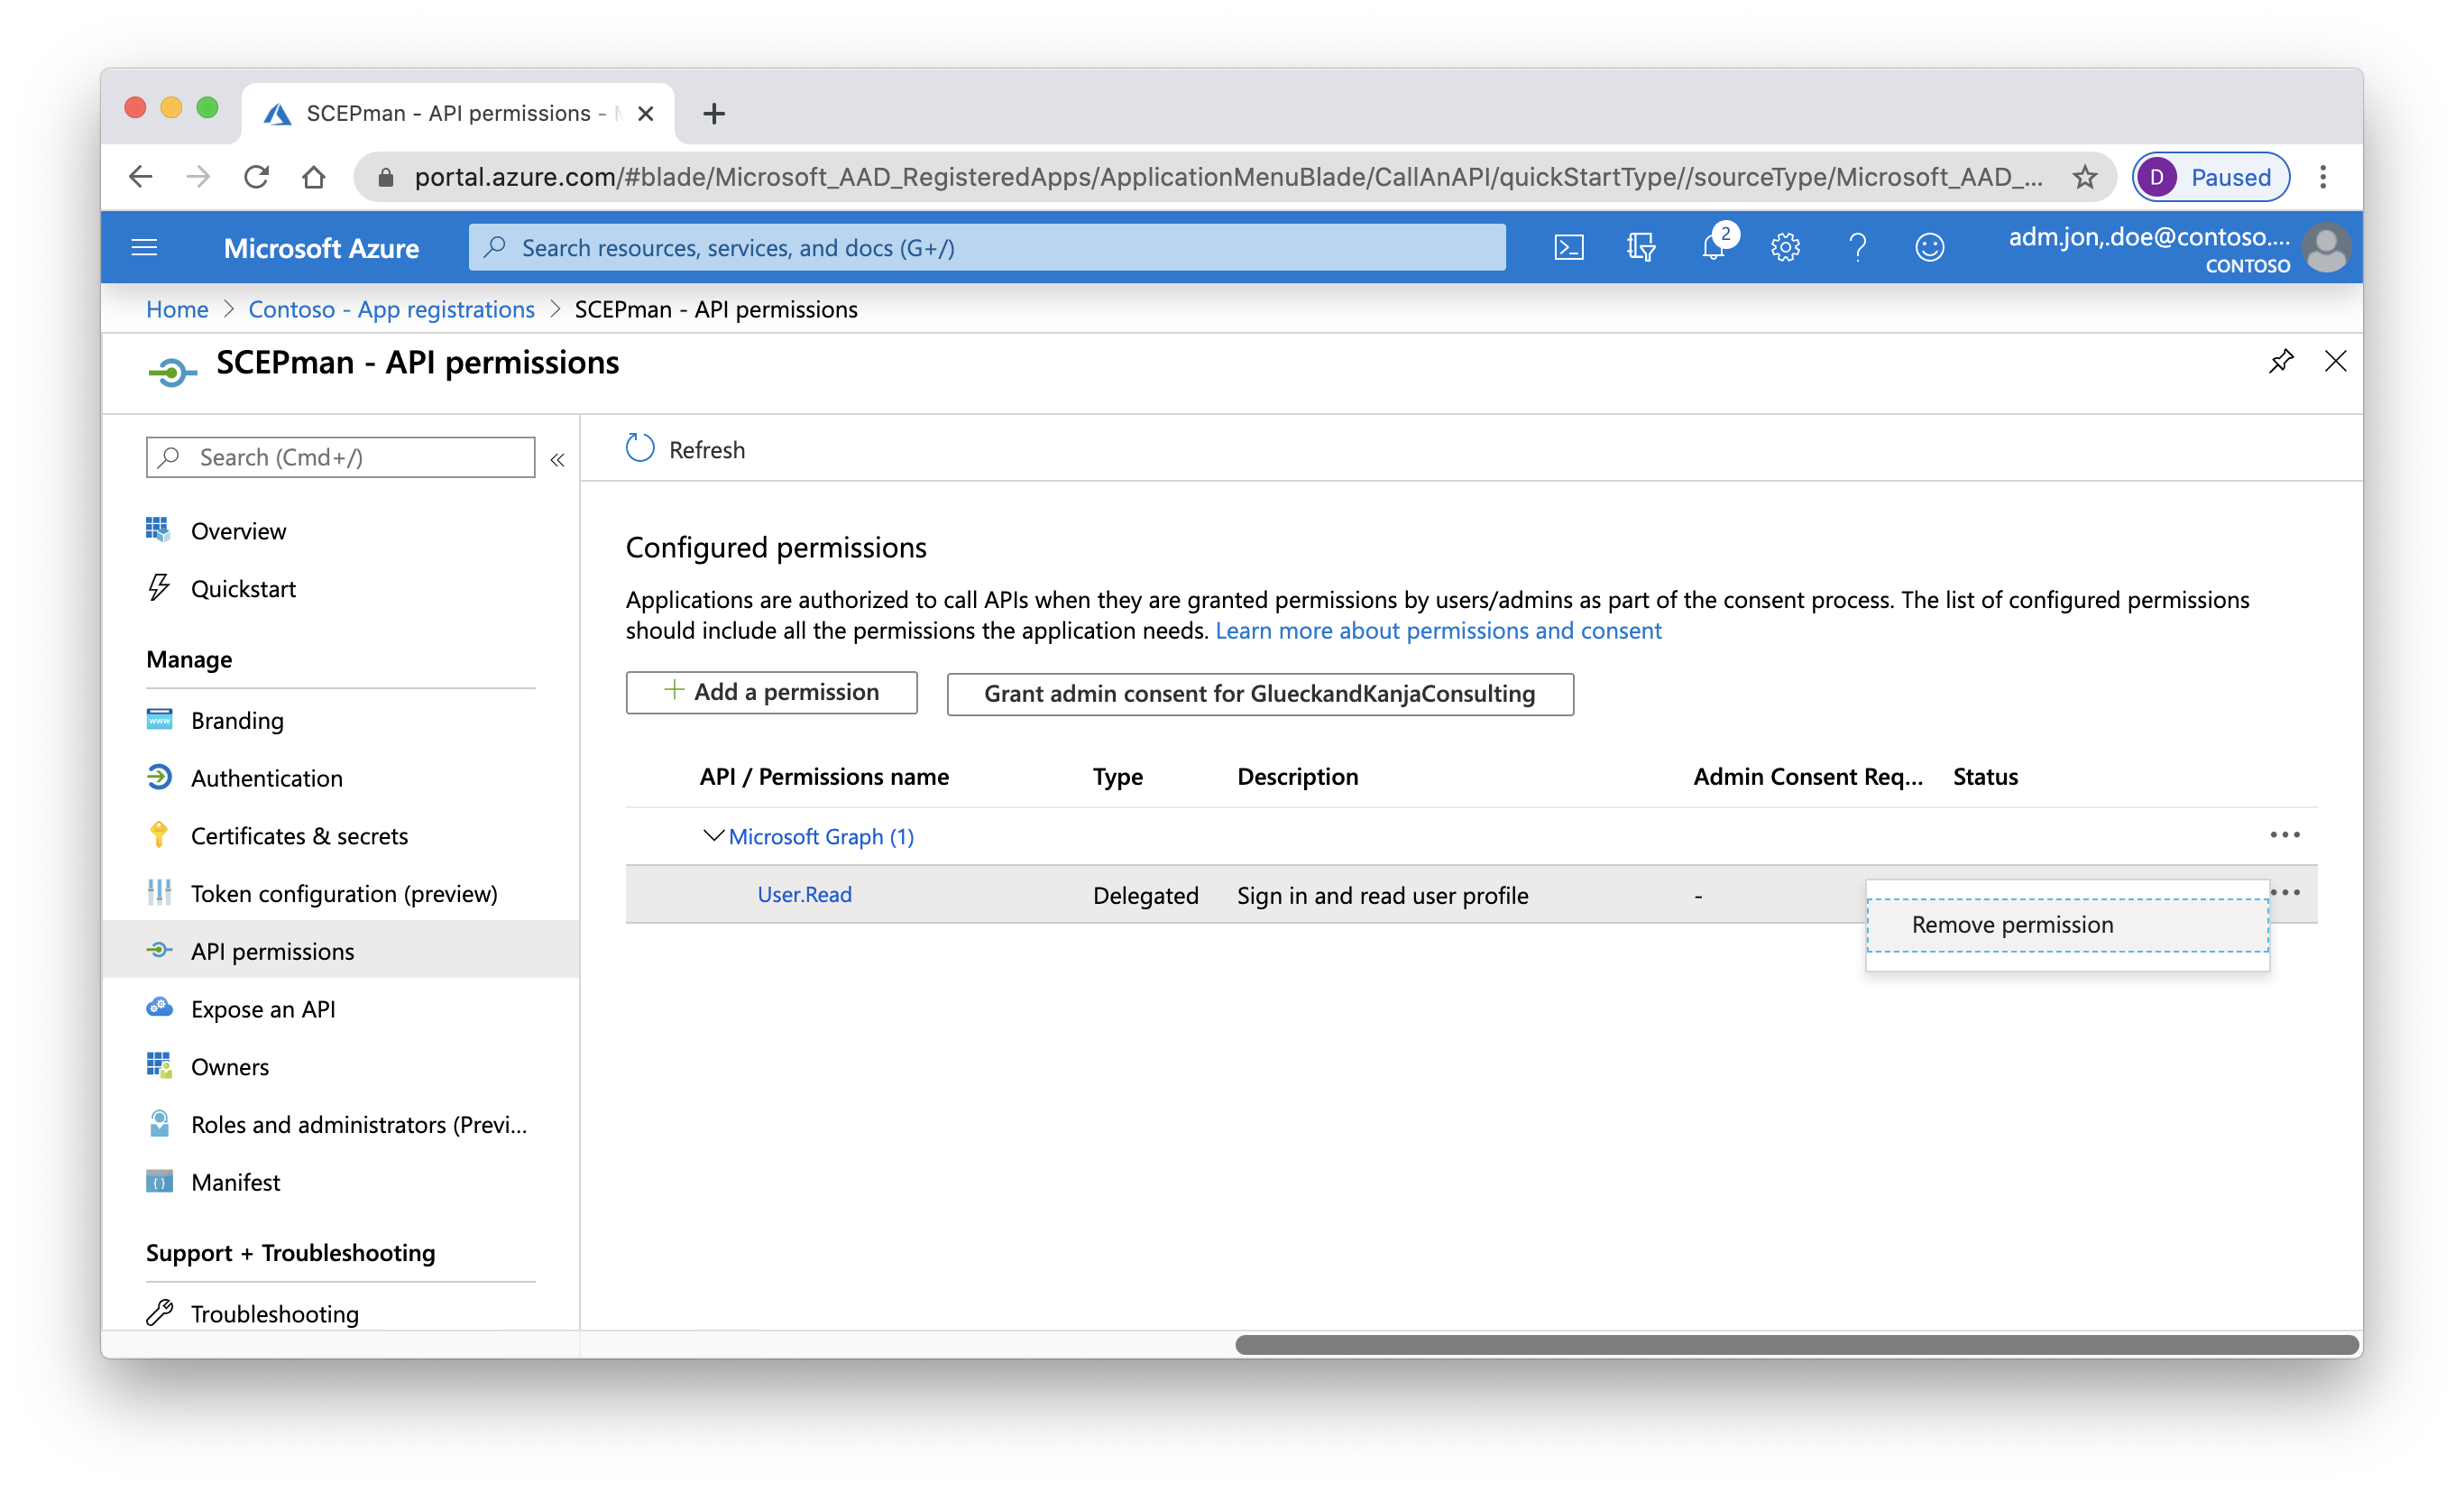 SCEPman - API permissions -
portal.azure.com/#blade/Microsoft_AAD_RegisteredApps/ApplicationMenuBlade/CallAnAPI/quickStartType//sourceType/Microsoft_AAD_...
D Paused
Microsoft Azure
Search resources, services, and docs (G+/)
2
adm.jon,.doe@contoso....
CONTOSO
Home > Contoso - App registrations > SCEPman - API permissions
SCEPman - API permissions
Search (Cmd+/)
«
Overview
Quickstart
Manage
Branding
Authentication
Certificates & secrets
Token configuration (preview)
API permissions
Expose an API
Owners
Roles and administrators (Previ...
Manifest
Support + Troubleshooting
Troubleshooting
Refresh
Configured permissions
Applications are authorized to call APIs when they are granted permissions by users/admins as part of the consent process. The list of configured permissions
should include all the permissions the application needs. Learn more about permissions and consent
+ Add a permission
Grant admin consent for GlueckandKanjaConsulting
API / Permissions name Type Description Admin Consent Req... Status
Microsoft Graph (1)
User.Read Delegated Sign in and read user profile -
Remove permission